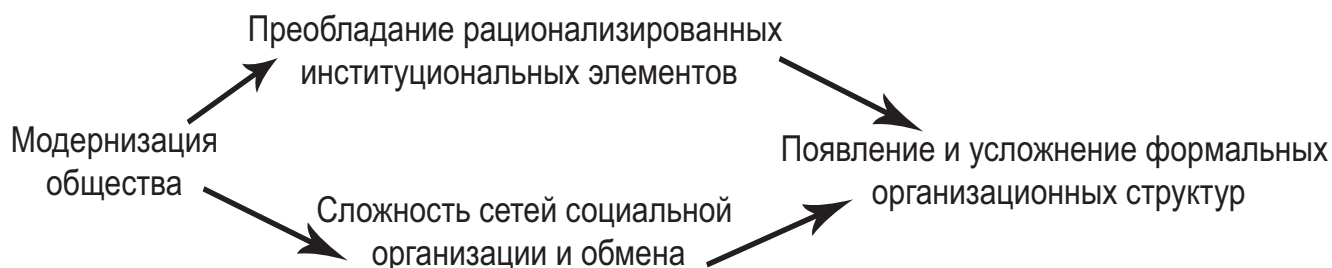 Преобладание рационализированных
институциональных элементов
Модернизация
общества
Появление и усложнение формальных
организационных структур
Сложность сетей социальной
организации и обмена